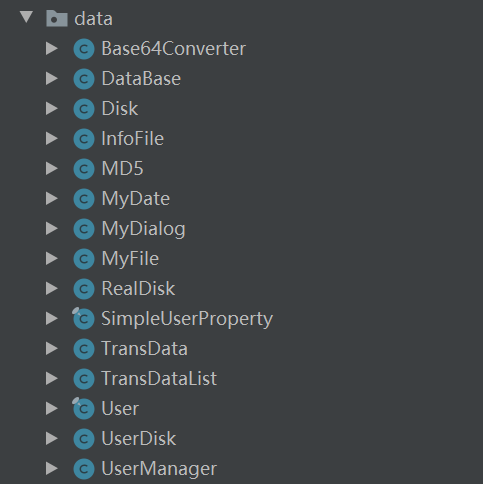 data
Base64Converter
DataBase
Disk
InfoFile
MD5
MyDate
MyDialog
MyFile
RealDisk
SimpleUserProperty
TransData
TransDataList
User
UserDisk
UserManager